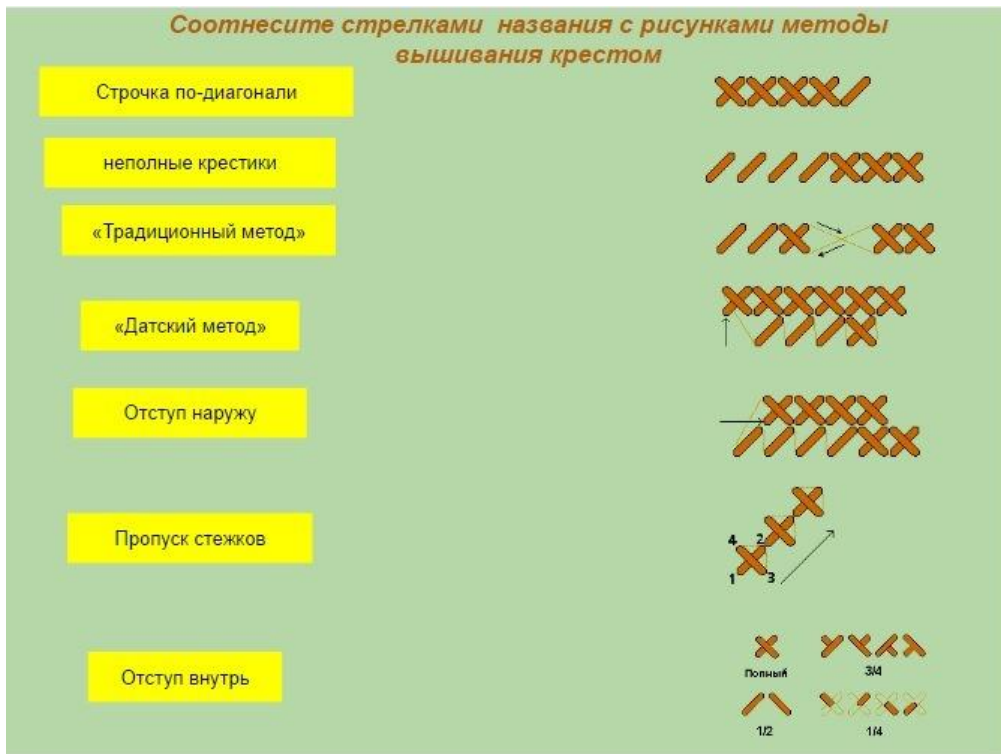 Соотнесите стрелками названия с рисунками методы
вышивания крестом
Строчка по-диагонали
неполные крестики
«Традиционный метод»
«Датский метод»
Отступ наружу
Пропуск стежков
4 2
1 3
Отступ внутрь
Полный 3/4
1/2 1/4